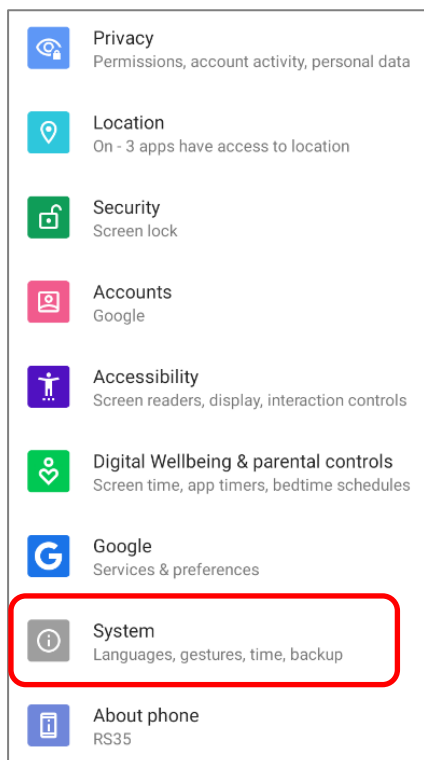 Privacy
Permissions, account activity, personal data
Location
On - 3 apps have access to location
Security
Screen lock
Accounts
Google
Accessibility
Screen readers, display, interaction controls
Digital Wellbeing & parental controls
Screen time, app timers, bedtime schedules
G
Google
Services & preferences
System
Languages, gestures, time, backup
About phone
RS35